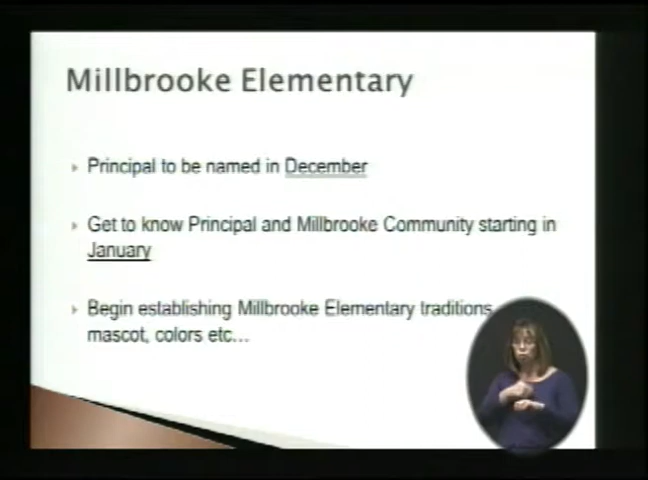 Millbrooke Elementary
Principal to be named in December
Get to know Principal and Millbrooke Community starting in
January
Begin establishing Millbrooke Elementary traditions
mascot, colors etc...